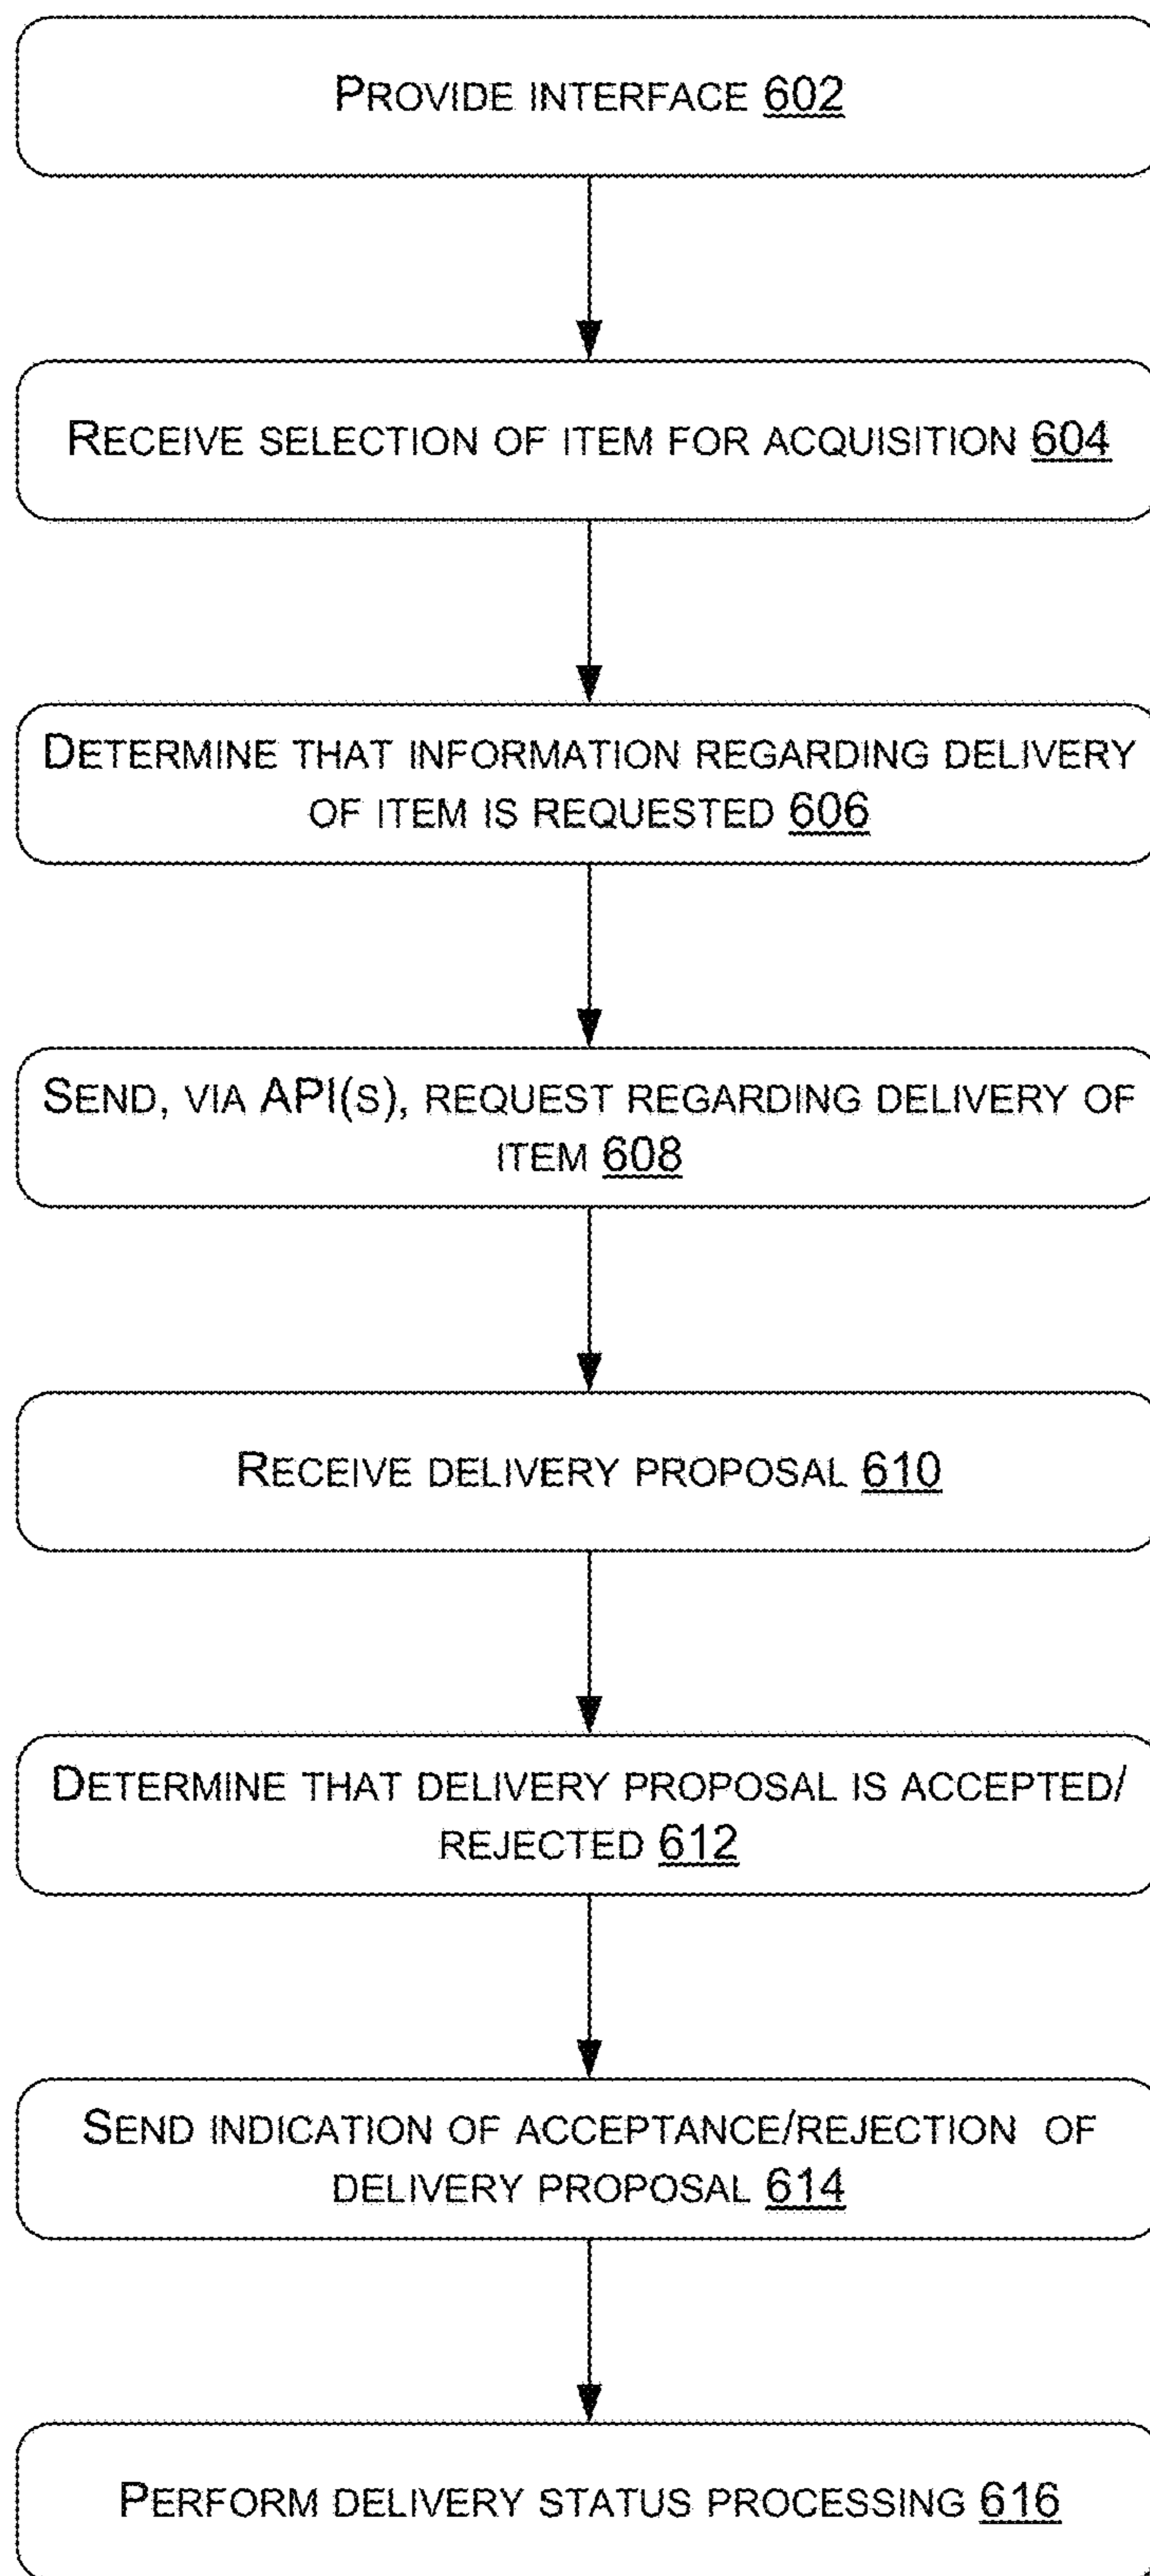 PROVIDE INTERFACE 602
RECEIVE SELECTION OF ITEM FOR ACQUISITION 604
DETERMINE THAT INFORMATION REGARDING DELIVERY
OF ITEM IS REQUESTED 606
SEND, VIA API(S), REQUEST REGARDING DELIVERY OF
ITEM 608
RECEIVE DELIVERY PROPOSAL 610
DETERMINE THAT DELIVERY PROPOSAL IS ACCEPTED/
REJECTED 612
SEND INDICATION OF ACCEPTANCE/REJECTION OF
DELIVERY PROPOSAL 614
PERFORM DELIVERY STATUS PROCESSING 616